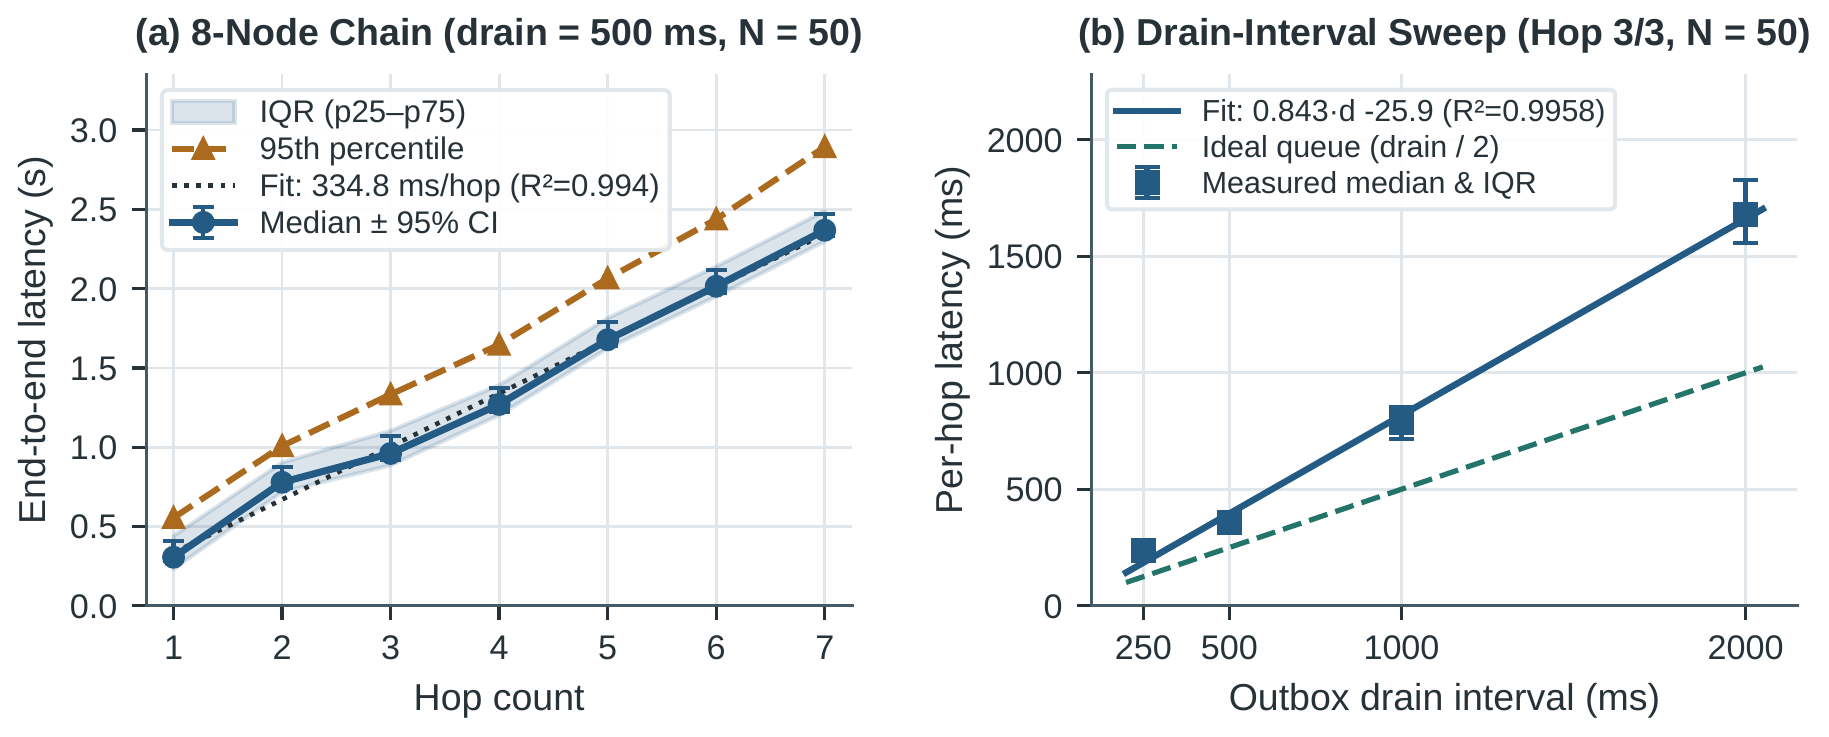 (a) 8-Node Chain (drain = 500 ms, N = 50)
IQR (p25–p75)
95th percentile
Fit: 334.8 ms/hop (R²=0.994)
Median ± 95% CI
End-to-end latency (s)
3.0
2.5
2.0
1.5
1.0
0.5
0.0
1 2 3 4 5 6 7
Hop count
(b) Drain-Interval Sweep (Hop 3/3, N = 50)
Fit: 0.843·d -25.9 (R²=0.9958)
Ideal queue (drain / 2)
Measured median & IQR
Per-hop latency (ms)
2000
1500
1000
500
0
250 500 1000 2000
Outbox drain interval (ms)